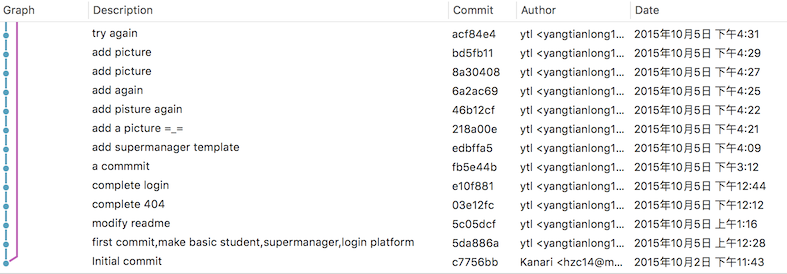 Graph Description Commit Author Date
try again acf84e4 ytl <yangtianlong1... 2015年10月5日 下午4:31
add picture bd5fb11 ytl <yangtianlong1... 2015年10月5日 下午4:29
add picture 8a30408 ytl <yangtianlong1... 2015年10月5日 下午4:27
add again 6a2ac69 ytl <yangtianlong1... 2015年10月5日 下午4:25
add pisture again 46b12cf ytl <yangtianlong1... 2015年10月5日 下午4:22
add a picture =_= 218a00e ytl <yangtianlong1... 2015年10月5日 下午4:21
add supermanager template edbffa5 ytl <yangtianlong1... 2015年10月5日 下午4:09
a commmit fb5e44b ytl <yangtianlong1... 2015年10月5日 下午3:12
complete login e10f881 ytl <yangtianlong1... 2015年10月5日 下午12:44
complete 404 03e12fc ytl <yangtianlong1... 2015年10月5日 下午12:12
modify readme 5c05dcf ytl <yangtianlong1... 2015年10月5日 上午1:16
first commit,make basic student,supermanager,login platform 5da886a ytl <yangtianlong1... 2015年10月5日 上午12:28
Initial commit c7756bb Kanari <hzc14@m... 2015年10月2日 下午11:43